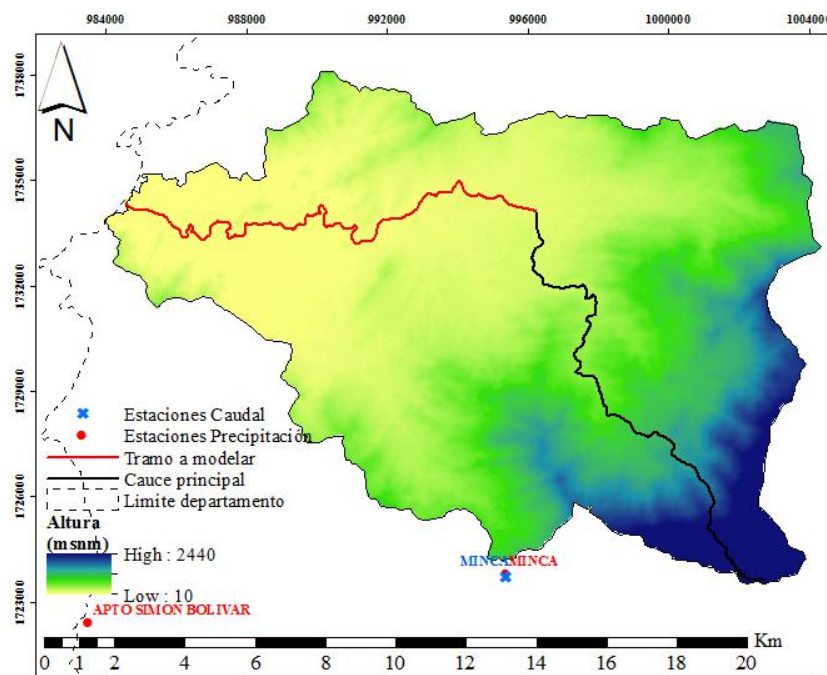 984000 988000 992000 996000 1000000 1004000
1738000
1735000
1732000
1729000
1726000
1723000
N
Estaciones Caudal
Estaciones Precipitación
Tramo a modelar
Cauce principal
Limite departamento
Altura
(msnm)
High : 2440
Low : 10
MINCA MINCA
APTO SIMON BOLIVAR
Km
0 1 2 4 6 8 10 12 14 16 18 20